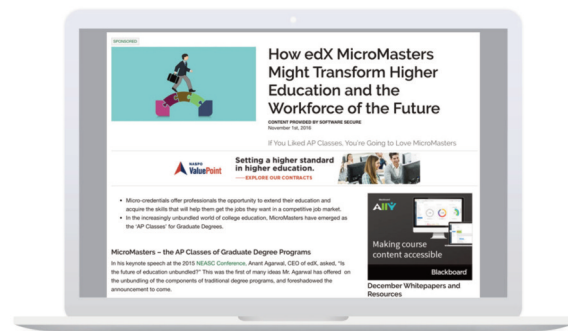 SPONSORED
How edX MicroMasters
Might Transform Higher
Education and the
Workforce of the Future
CONTENT PROVIDED BY SOFTWARE SECURE
November 1st, 2016
If You Liked AP Classes, You're Going to Love MicroMasters
NASPO
ValuePoint
Setting a higher standard
in higher education.
EXPLORE OUR CONTRACTS
• Micro-credentials offer professionals the opportunity to extend their education and
acquire the skills that will help them get the jobs they want in a competitive job market.
• In the increasingly unbundled world of college education, MicroMasters have emerged as
the 'AP Classes' for Graduate Degrees.
MicroMasters – the AP Classes of Graduate Degree Programs
In his keynote speech at the 2015 NEASC Conference, Anant Agarwal, CEO of edX, asked, "Is
the future of education unbundled?" This was the first of many ideas Mr. Agarwal has offered on
the unbundling of the components of traditional degree programs, and foreshadowed the
announcement to come.
Ally
Making course
content accessible
Blackboard
December Whitepapers and
Resources